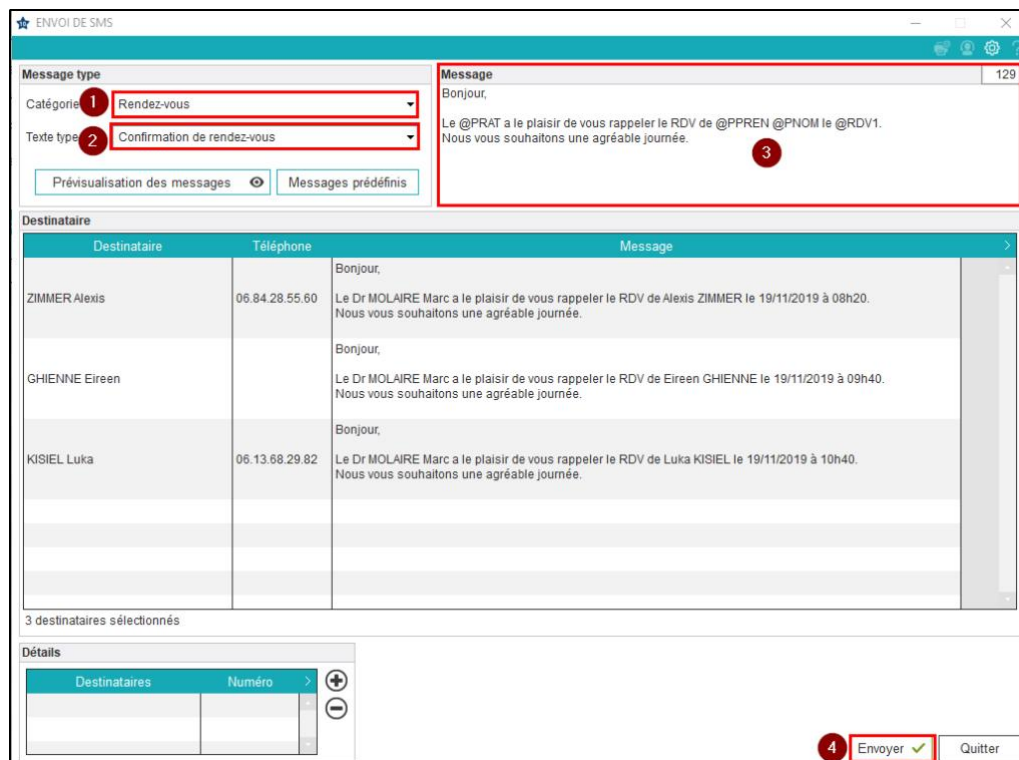 ENVOI DE SMS
Message type
Catégorie 1 Rendez-vous
Texte type 2 Confirmation de rendez-vous
Prévisualisation des messages Messages prédéfinis
Message 129
Bonjour,
Le @PRAT a le plaisir de vous rappeler le RDV de @PPREN @PNOM le @RDV1.
Nous vous souhaitons une agréable journée.
3
Destinataire
Destinataire Téléphone Message
Bonjour,
ZIMMER Alexis 06.84.28.55.60 Le Dr MOLAIRE Marc a le plaisir de vous rappeler le RDV de Alexis ZIMMER le 19/11/2019 à 08h20.
Nous vous souhaitons une agréable journée.
Bonjour,
GHIENNE Eireen Le Dr MOLAIRE Marc a le plaisir de vous rappeler le RDV de Eireen GHIENNE le 19/11/2019 à 09h40.
Nous vous souhaitons une agréable journée.
Bonjour,
KISIEL Luka 06.13.68.29.82 Le Dr MOLAIRE Marc a le plaisir de vous rappeler le RDV de Luka KISIEL le 19/11/2019 à 10h40.
Nous vous souhaitons une agréable journée.
3 destinataires sélectionnés
Détails
Destinataires Numéro
4 Envoyer Quitter